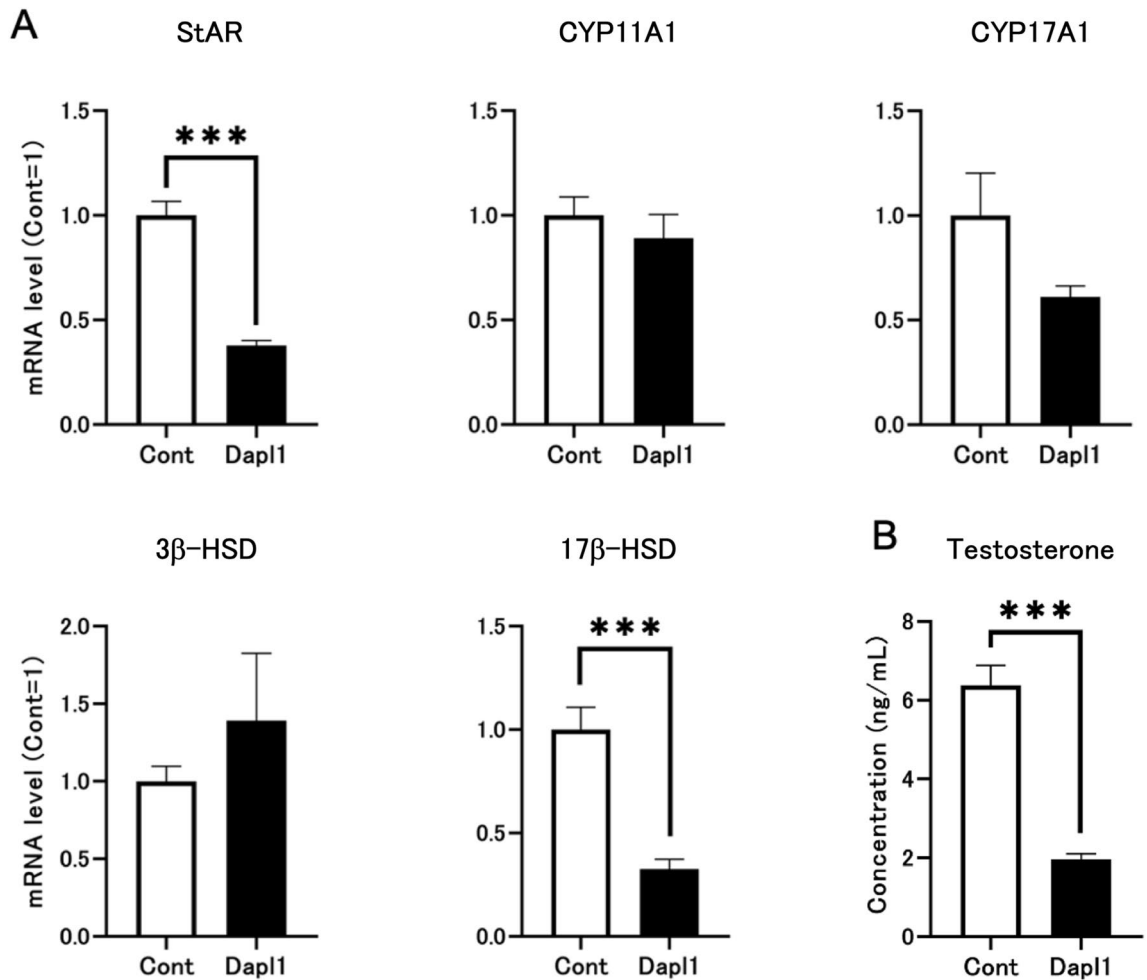 A
StAR
CYP11A1
CYP17A1
mRNA level (Cont=1)
1.5
1.0
0.5
0.0
***
Cont Dapl1
1.5
1.0
0.5
0.0
Cont Dapl1
1.5
1.0
0.5
0.0
Cont Dapl1
3β-HSD
17β-HSD
B
Testosterone
mRNA level (Cont=1)
2.0
1.5
1.0
0.5
0.0
Cont Dapl1
1.5
1.0
0.5
0.0
***
Cont Dapl1
Concentration (ng/mL)
8
6
4
2
0
***
Cont Dapl1